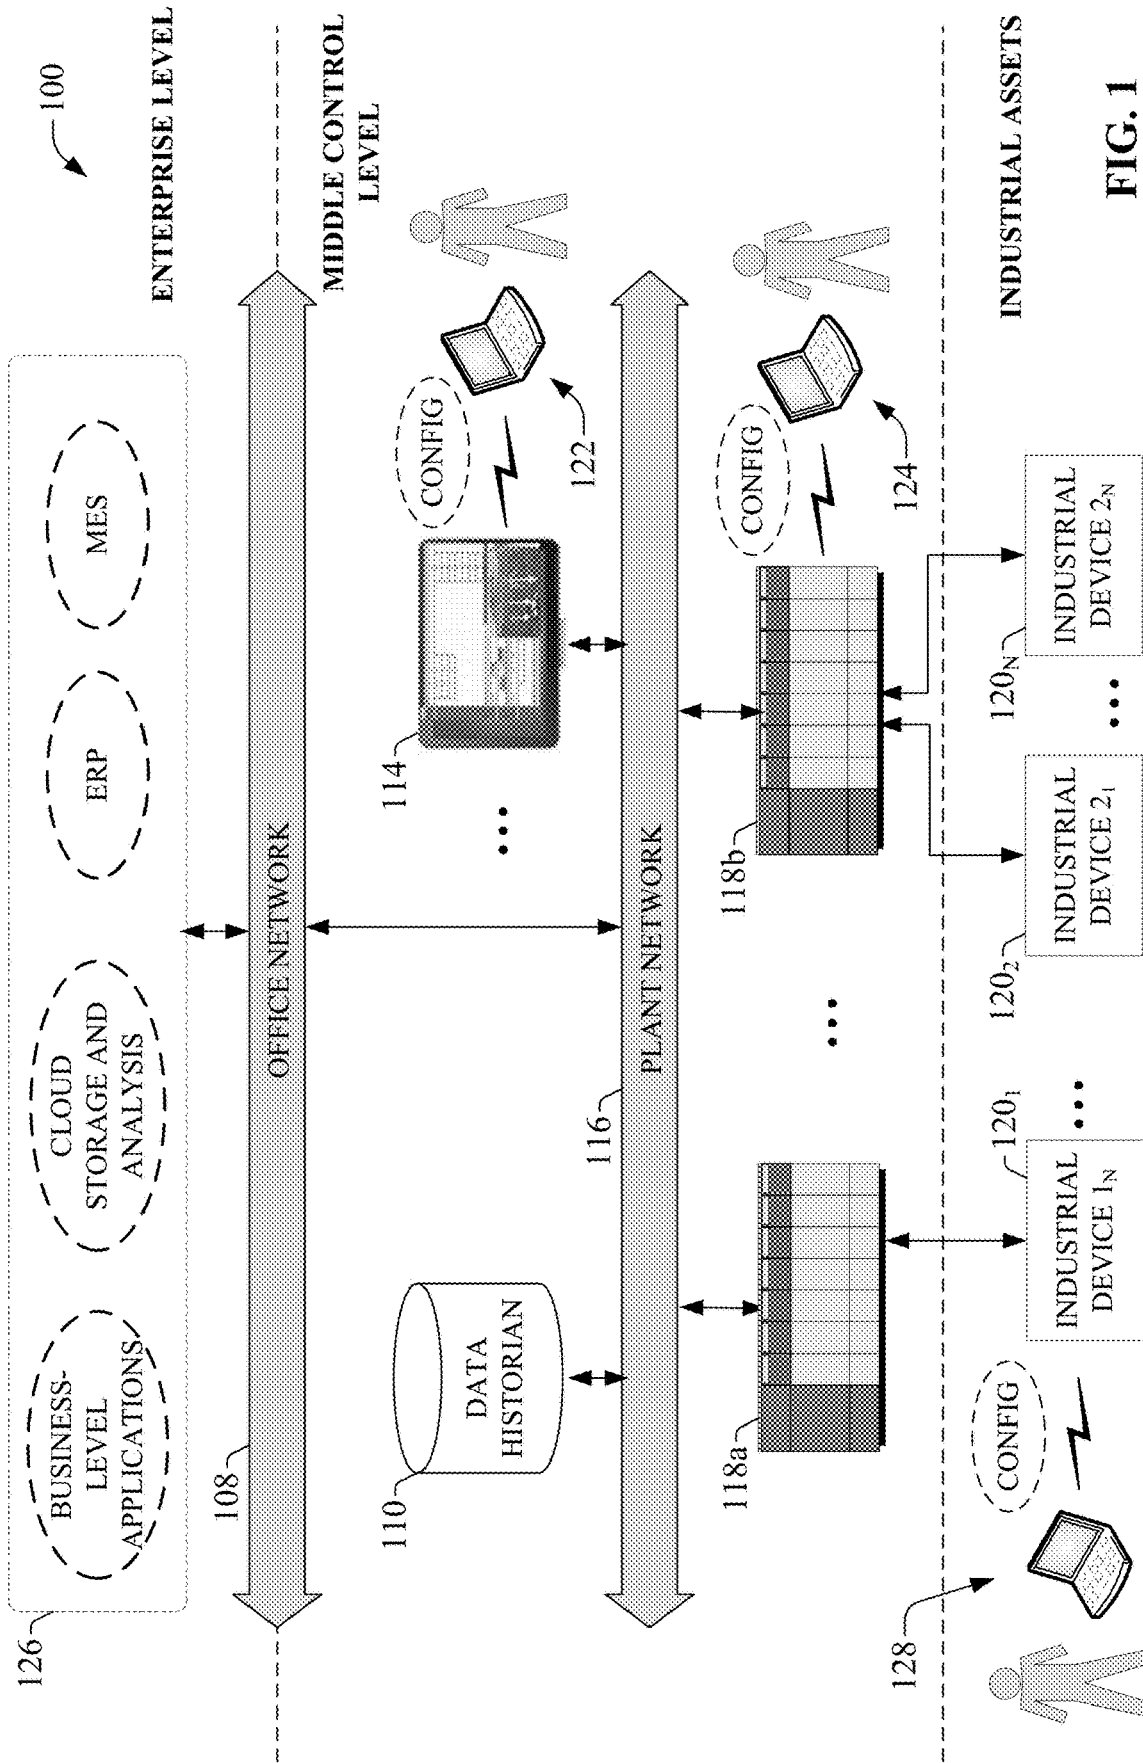 100
ENTERPRISE LEVEL
126
BUSINESS-
LEVEL
APPLICATIONS
CLOUD
STORAGE AND
ANALYSIS
ERP
MES
108
OFFICE NETWORK
MIDDLE CONTROL
LEVEL
110
DATA
HISTORIAN
114
CONFIG
122
116
PLANT NETWORK
118a
118b
CONFIG
124
INDUSTRIAL ASSETS
128
CONFIG
120₁
INDUSTRIAL
DEVICE 1N
120₂
INDUSTRIAL
DEVICE 2₁
120N
INDUSTRIAL
DEVICE 2N
FIG. 1